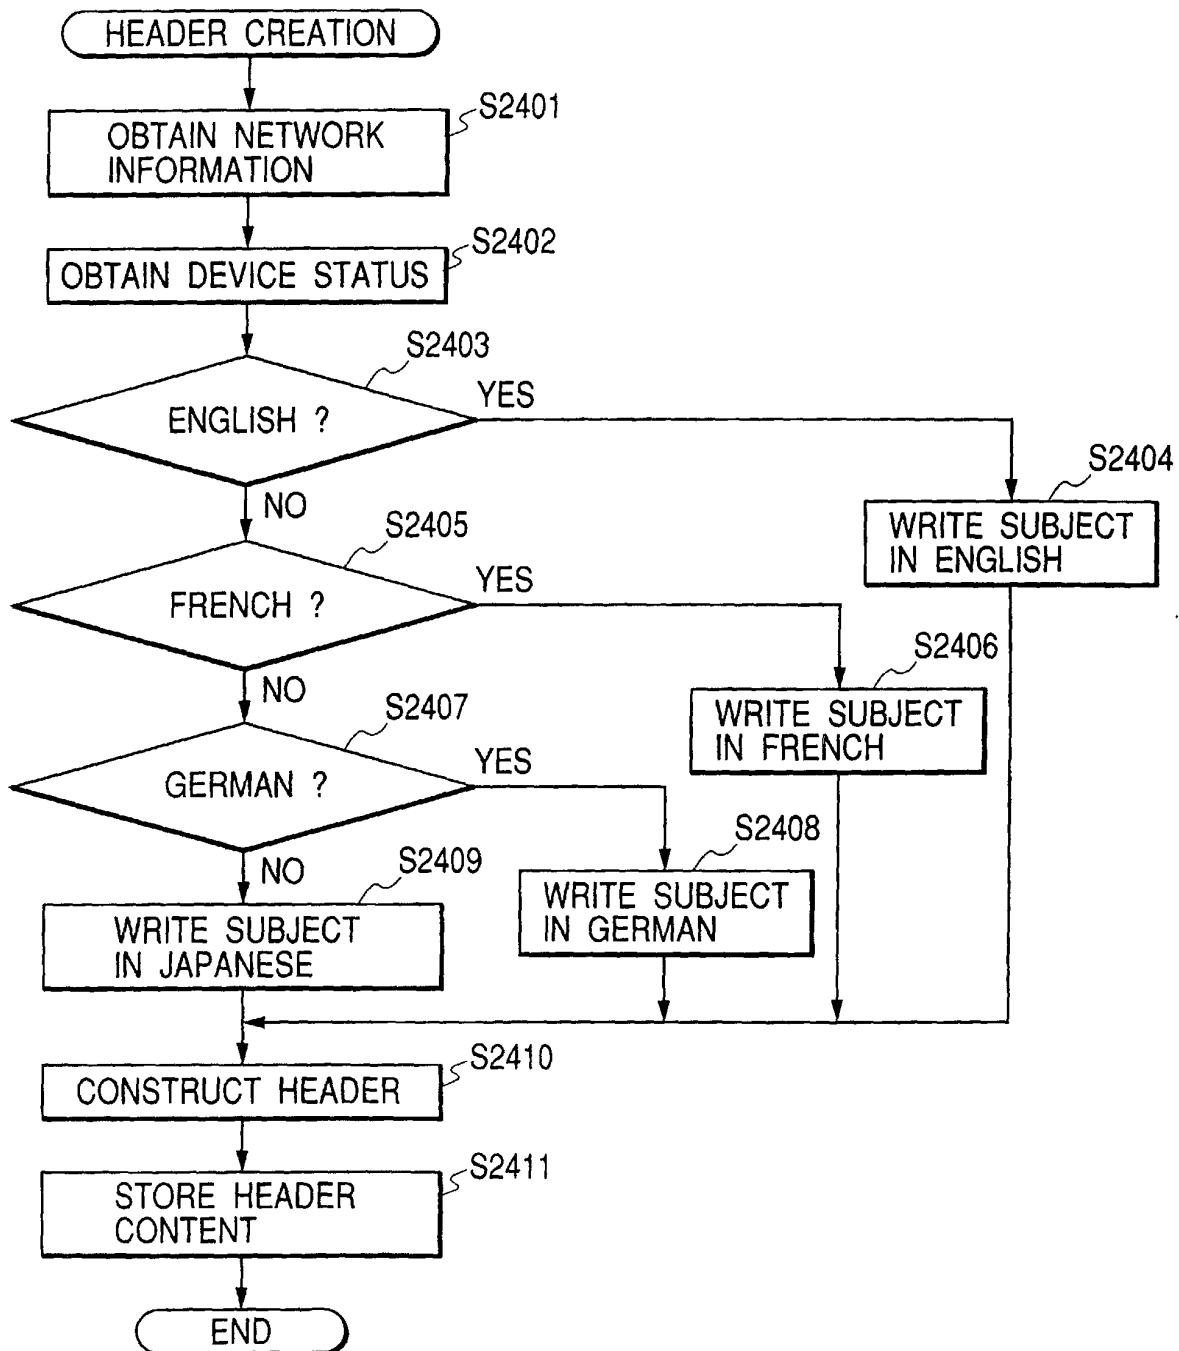 HEADER CREATION
S2401
OBTAIN NETWORK
INFORMATION
S2402
OBTAIN DEVICE STATUS
S2403
ENGLISH ?
YES
NO
S2404
WRITE SUBJECT
IN ENGLISH
S2405
FRENCH ?
YES
NO
S2406
WRITE SUBJECT
IN FRENCH
S2407
GERMAN ?
YES
NO
S2408
WRITE SUBJECT
IN GERMAN
S2409
WRITE SUBJECT
IN JAPANESE
S2410
CONSTRUCT HEADER
S2411
STORE HEADER
CONTENT
END